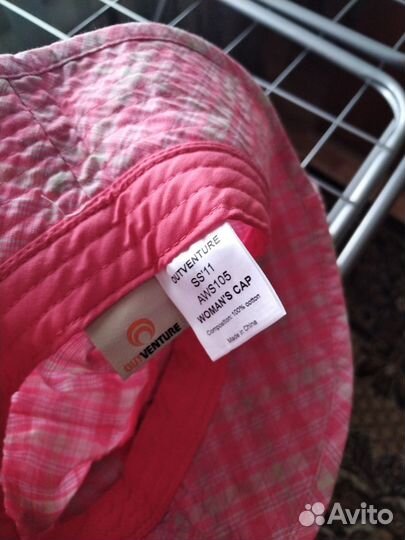 OUTVENTURE
SS'11
AWS105
WOMAN'S CAP
Composition: 100% cotton
Made in China
OUTVENTURE
Avito